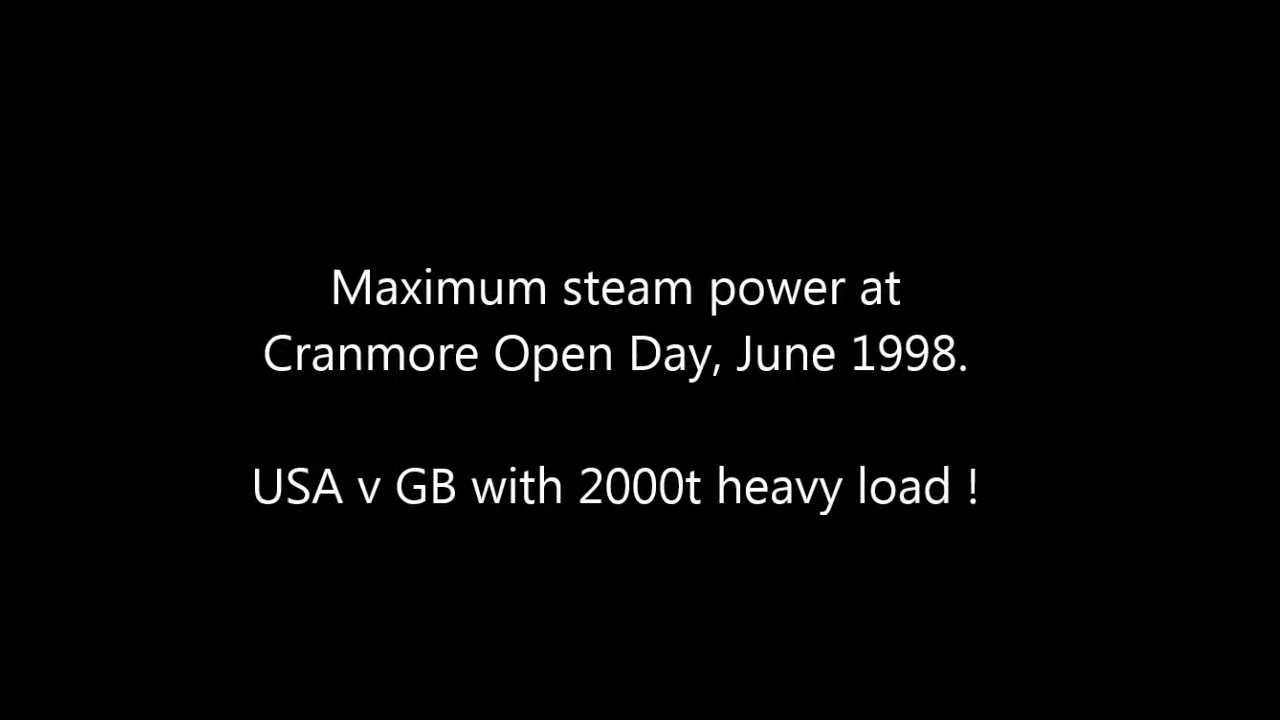 Maximum steam power at
Cranmore Open Day, June 1998.
USA v GB with 2000t heavy load !